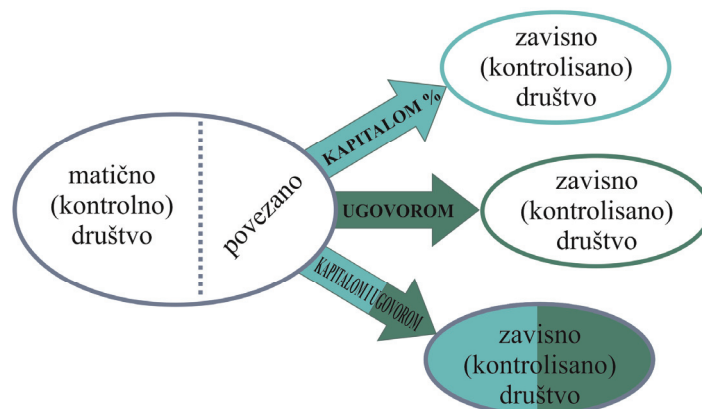 matično
(kontrolno)
društvo
povezano
KAPITALOM %
zavisno
(kontrolisano)
društvo
UGOVOROM
zavisno
(kontrolisano)
društvo
KAPITALOM I UGOVOROM
zavisno
(kontrolisano)
društvo